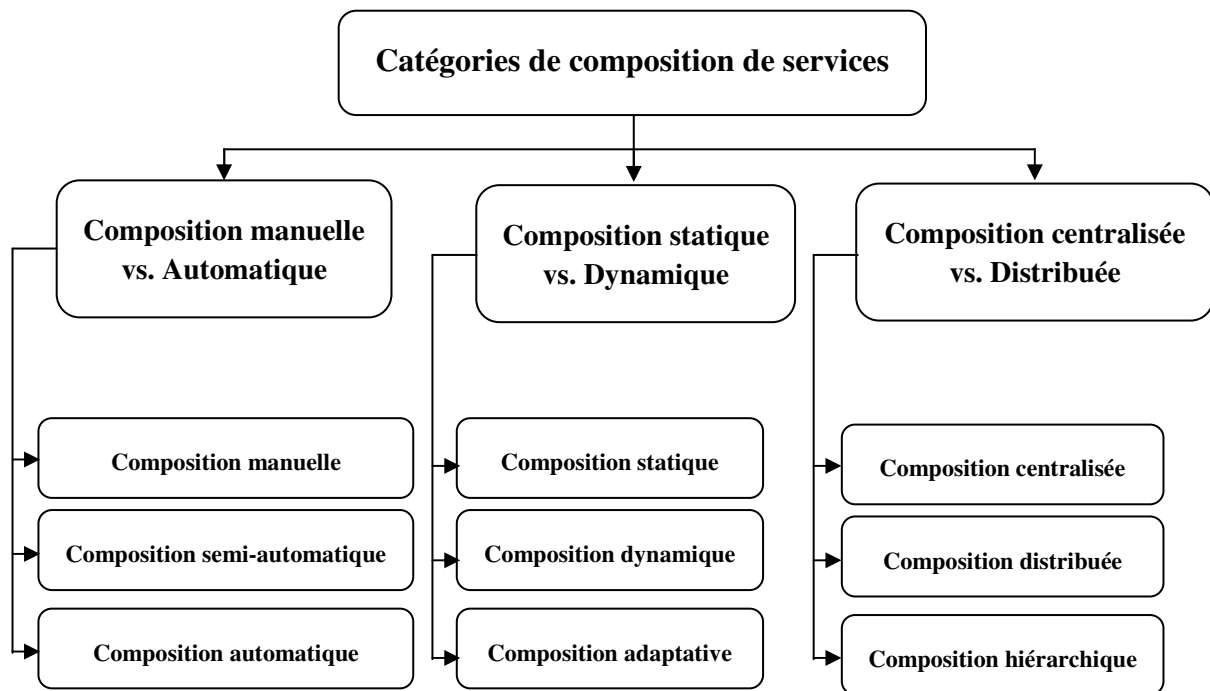 Catégories de composition de services
Composition manuelle
vs. Automatique
Composition statique
vs. Dynamique
Composition centralisée
vs. Distribuée
Composition manuelle
Composition semi-automatique
Composition automatique
Composition statique
Composition dynamique
Composition adaptative
Composition centralisée
Composition distribuée
Composition hiérarchique